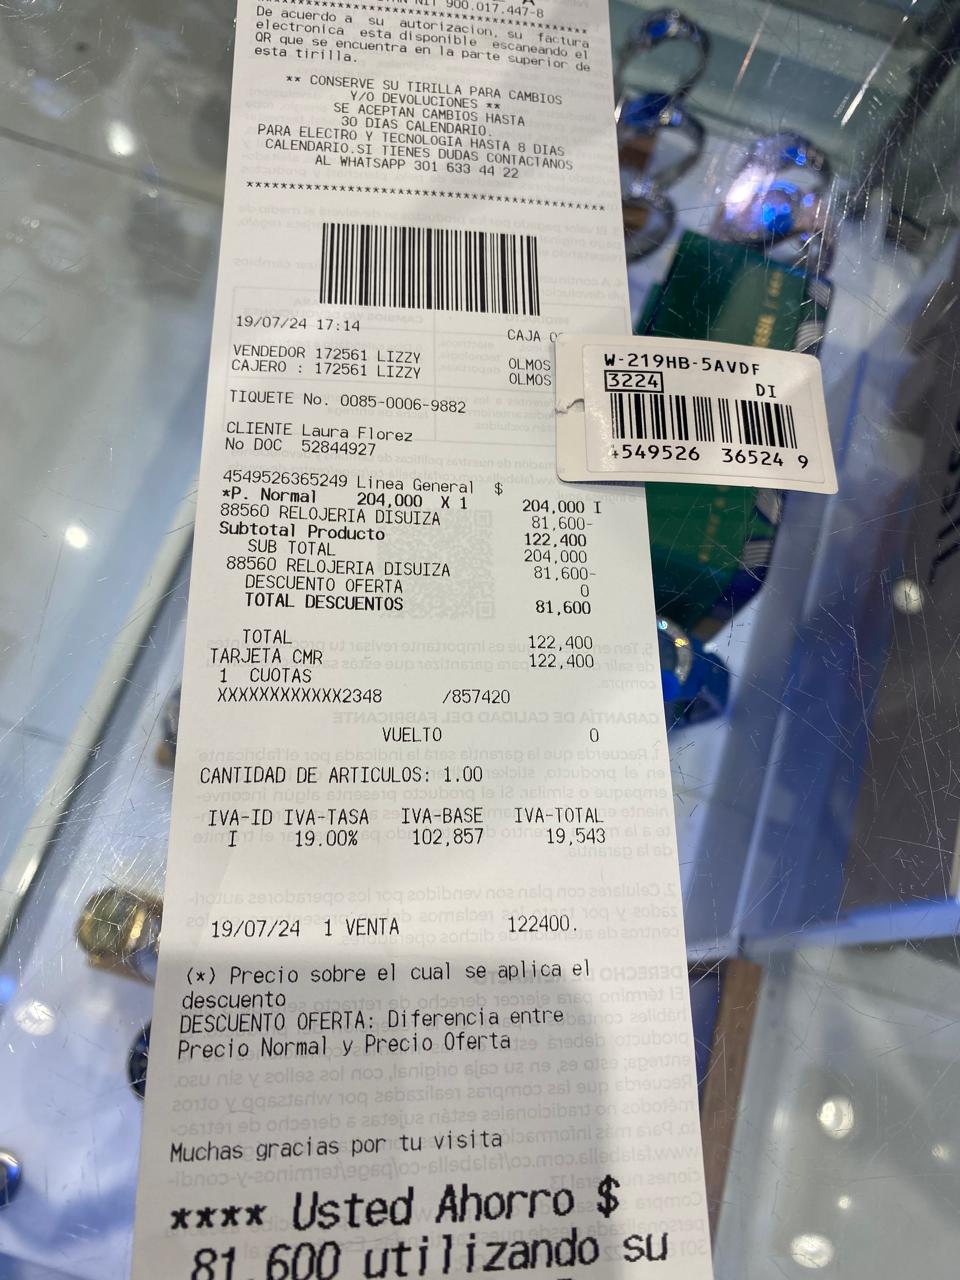 NIT 900.017.447-8
****************************************
De acuerdo a su autorizacion, su factura
electronica esta disponible escaneando el
QR que se encuentra en la parte superior de
esta tirilla.
** CONSERVE SU TIRILLA PARA CAMBIOS
Y/O DEVOLUCIONES **
SE ACEPTAN CAMBIOS HASTA
30 DIAS CALENDARIO.
PARA ELECTRO Y TECNOLOGIA HASTA 8 DIAS
CALENDARIO.SI TIENES DUDAS CONTACTANOS
AL WHATSAPP 301 633 44 22
****************************************
19/07/24 17:14 CAJA
VENDEDOR 172561 LIZZY OLMOS
CAJERO : 172561 LIZZY OLMOS
TIQUETE No. 0085-0006-9882
CLIENTE Laura Florez
No DOC 52844927
4549526365249 Linea General $
*P. Normal 204,000 X 1 204,000 I
88560 RELOJERIA DISUIZA 81,600-
Subtotal Producto 122,400
SUB TOTAL 204,000
88560 RELOJERIA DISUIZA 81,600-
DESCUENTO OFERTA 0
TOTAL DESCUENTOS 81,600
TOTAL 122,400
TARJETA CMR 122,400
1 CUOTAS
XXXXXXXXXXXX2348 /857420
VUELTO 0
CANTIDAD DE ARTICULOS: 1.00
IVA-ID IVA-TASA IVA-BASE IVA-TOTAL
I 19.00% 102,857 19,543
19/07/24 1 VENTA 122400.
(*) Precio sobre el cual se aplica el
descuento
DESCUENTO OFERTA: Diferencia entre
Precio Normal y Precio Oferta
Muchas gracias por tu visita
**** Usted Ahorro $
81,600 utilizando su
W-219HB-5AVDF
3224 DI
4549526 36524 9